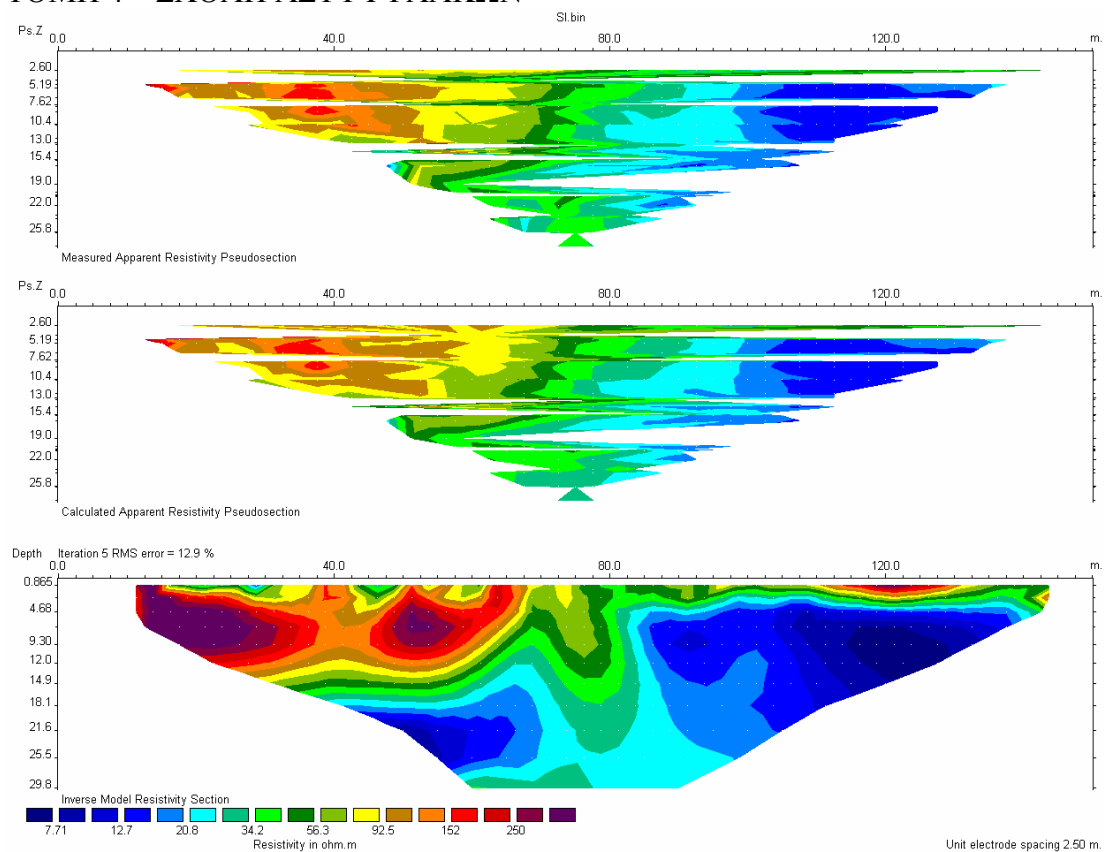 ΤΟΜΗ 4 – ΣΧΟΛΗ ΑΣΤΥΦΥΛΑΚΩΝ
SI.bin
Ps.Z 0.0 40.0 80.0 120.0 m.
2.60
5.19
7.62
10.4
13.0
15.4
19.0
22.0
25.8
Measured Apparent Resistivity Pseudosection
Ps.Z 0.0 40.0 80.0 120.0 m.
2.60
5.19
7.62
10.4
13.0
15.4
19.0
22.0
25.8
Calculated Apparent Resistivity Pseudosection
Depth Iteration 5 RMS error = 12.9 %
0.0 40.0 80.0 120.0 m.
0.865
4.68
9.30
12.0
14.9
18.1
21.6
25.5
29.8
Inverse Model Resistivity Section
7.71 12.7 20.8 34.2 56.3 92.5 152 250
Resistivity in ohm.m
Unit electrode spacing 2.50 m.